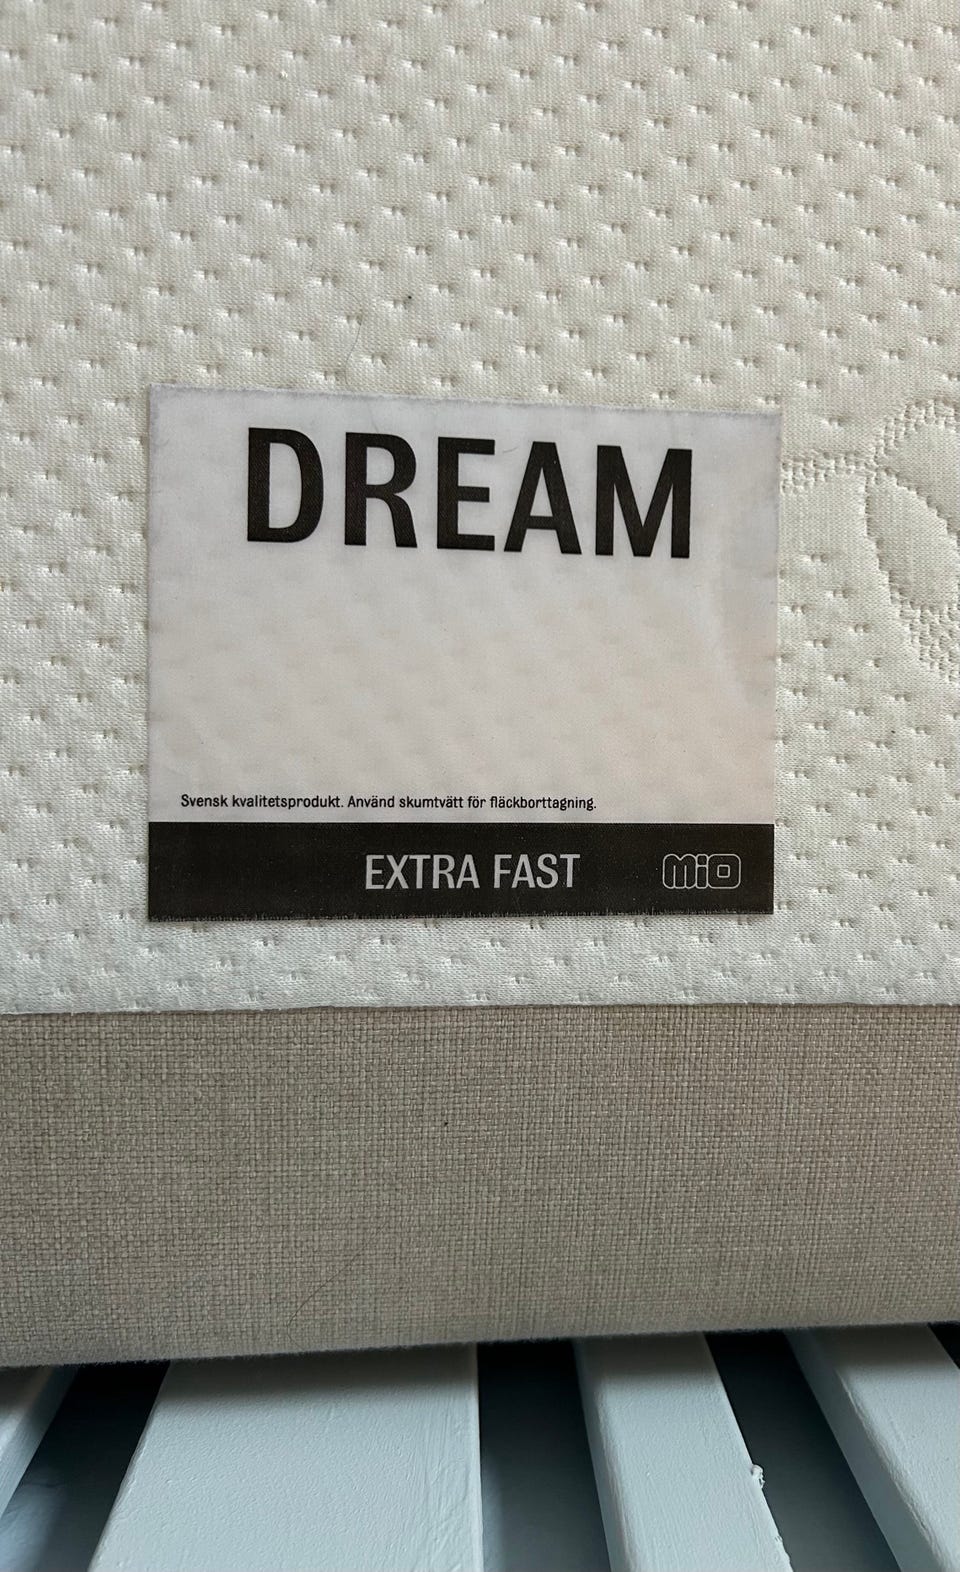 DREAM
Svensk kvalitetsprodukt. Använd skumtvätt för fläckborttagning.
EXTRA FAST
MiO